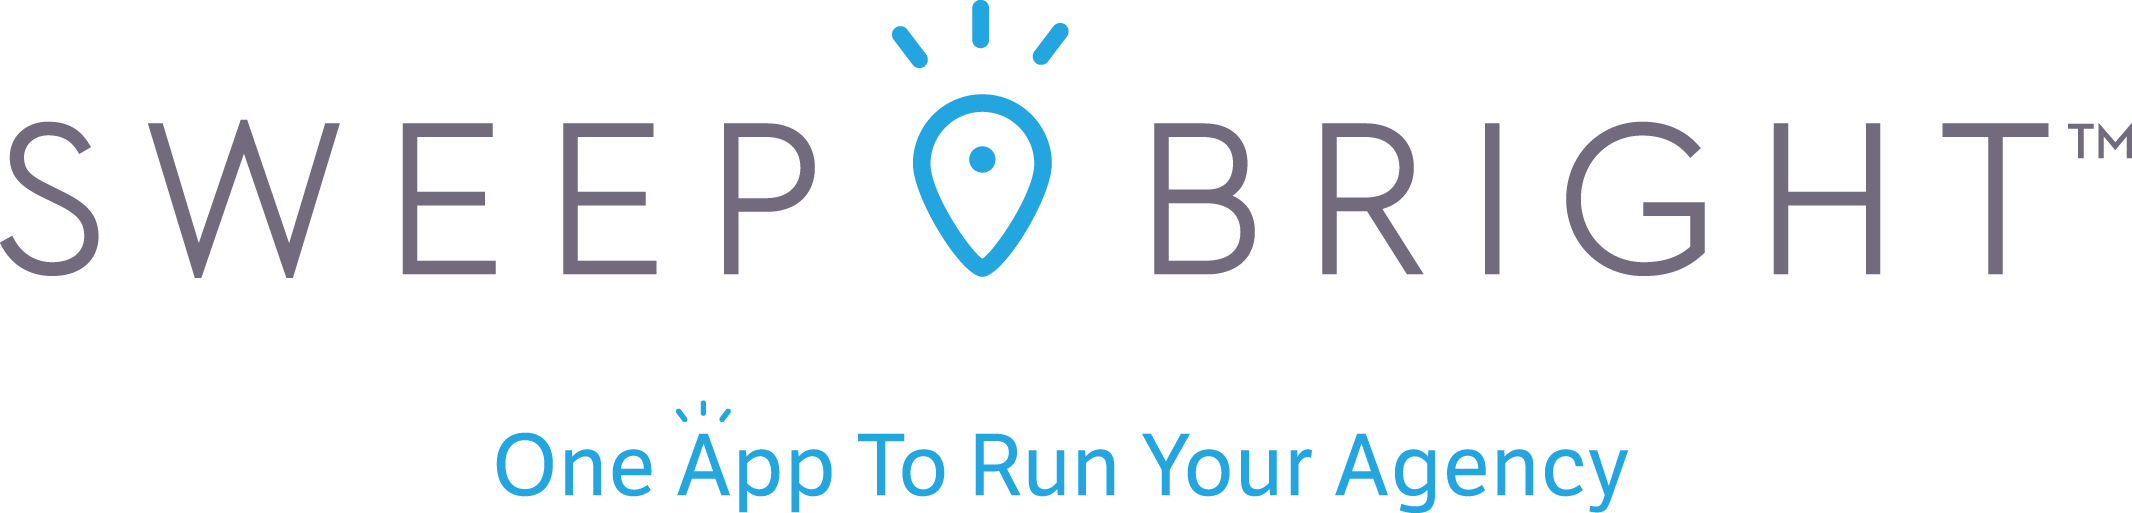 SWEEP BRIGHT™
One App To Run Your Agency